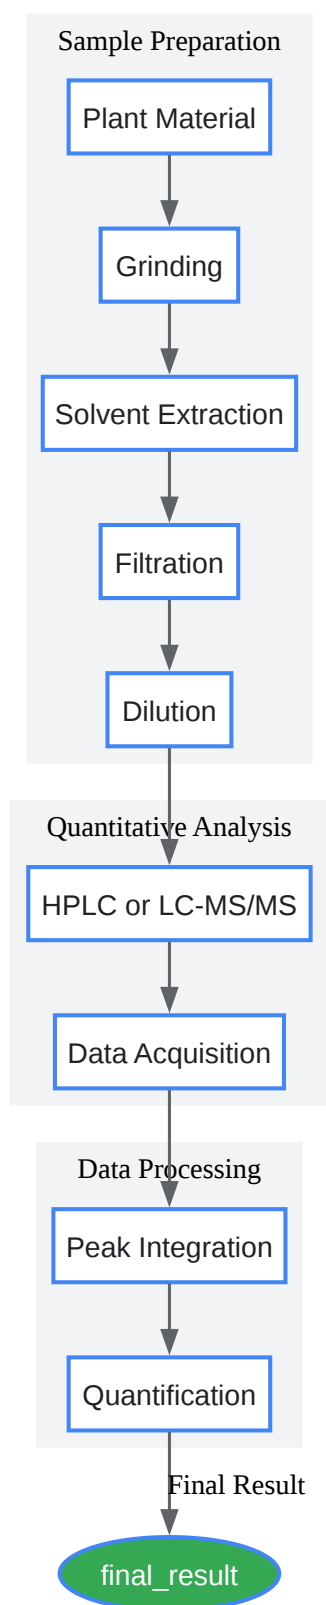 Sample Preparation
Plant Material
Grinding
Solvent Extraction
Filtration
Dilution
Quantitative Analysis
HPLC or LC-MS/MS
Data Acquisition
Data Processing
Peak Integration
Quantification
Final Result
final_result